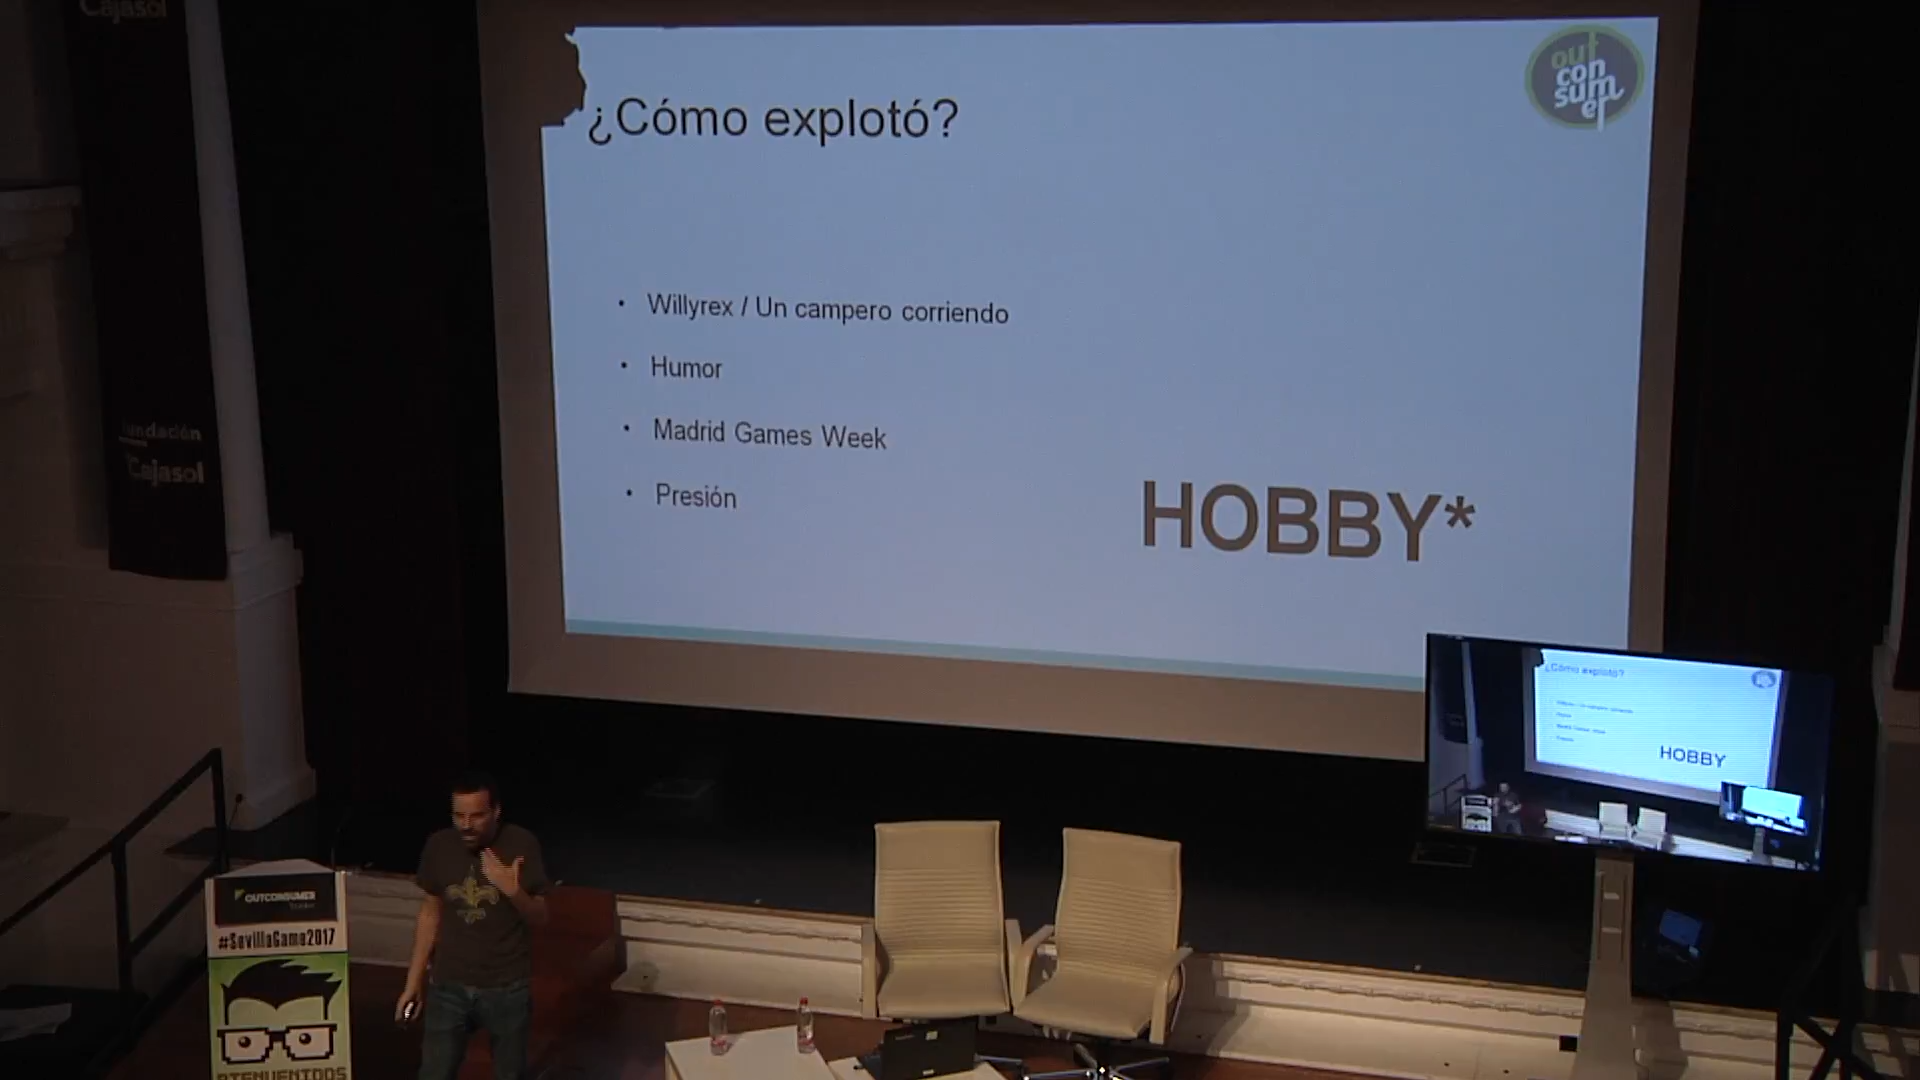 Cajasol
out
con
sum
er
¿Cómo explotó?
• Willyrex / Un campero corriendo
• Humor
• Madrid Games Week
• Presión
HOBBY*
fundación
Cajasol
¿Cómo explotó?
HOBBY
OUTCONSUMER
#SevillaGame2017
BIENVENIDOS